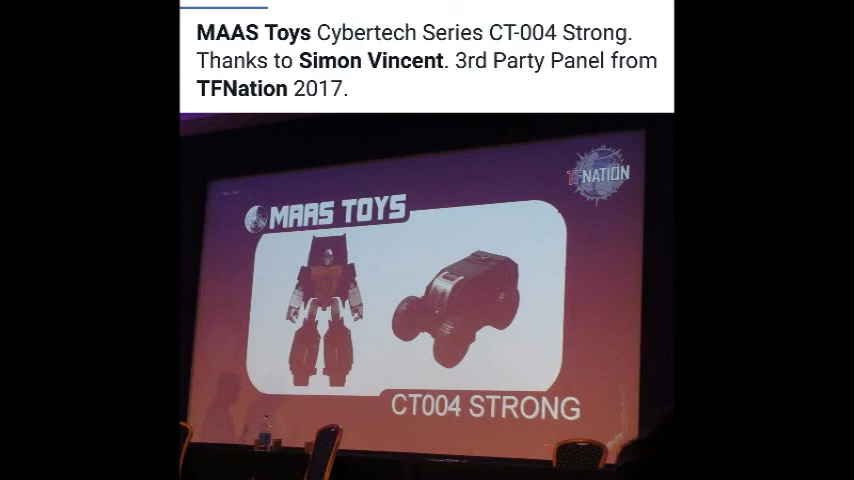 MAAS Toys Cybertech Series CT-004 Strong.
Thanks to Simon Vincent. 3rd Party Panel from
TFNation 2017.
TFNATION
MAAS TOYS
CT004 STRONG